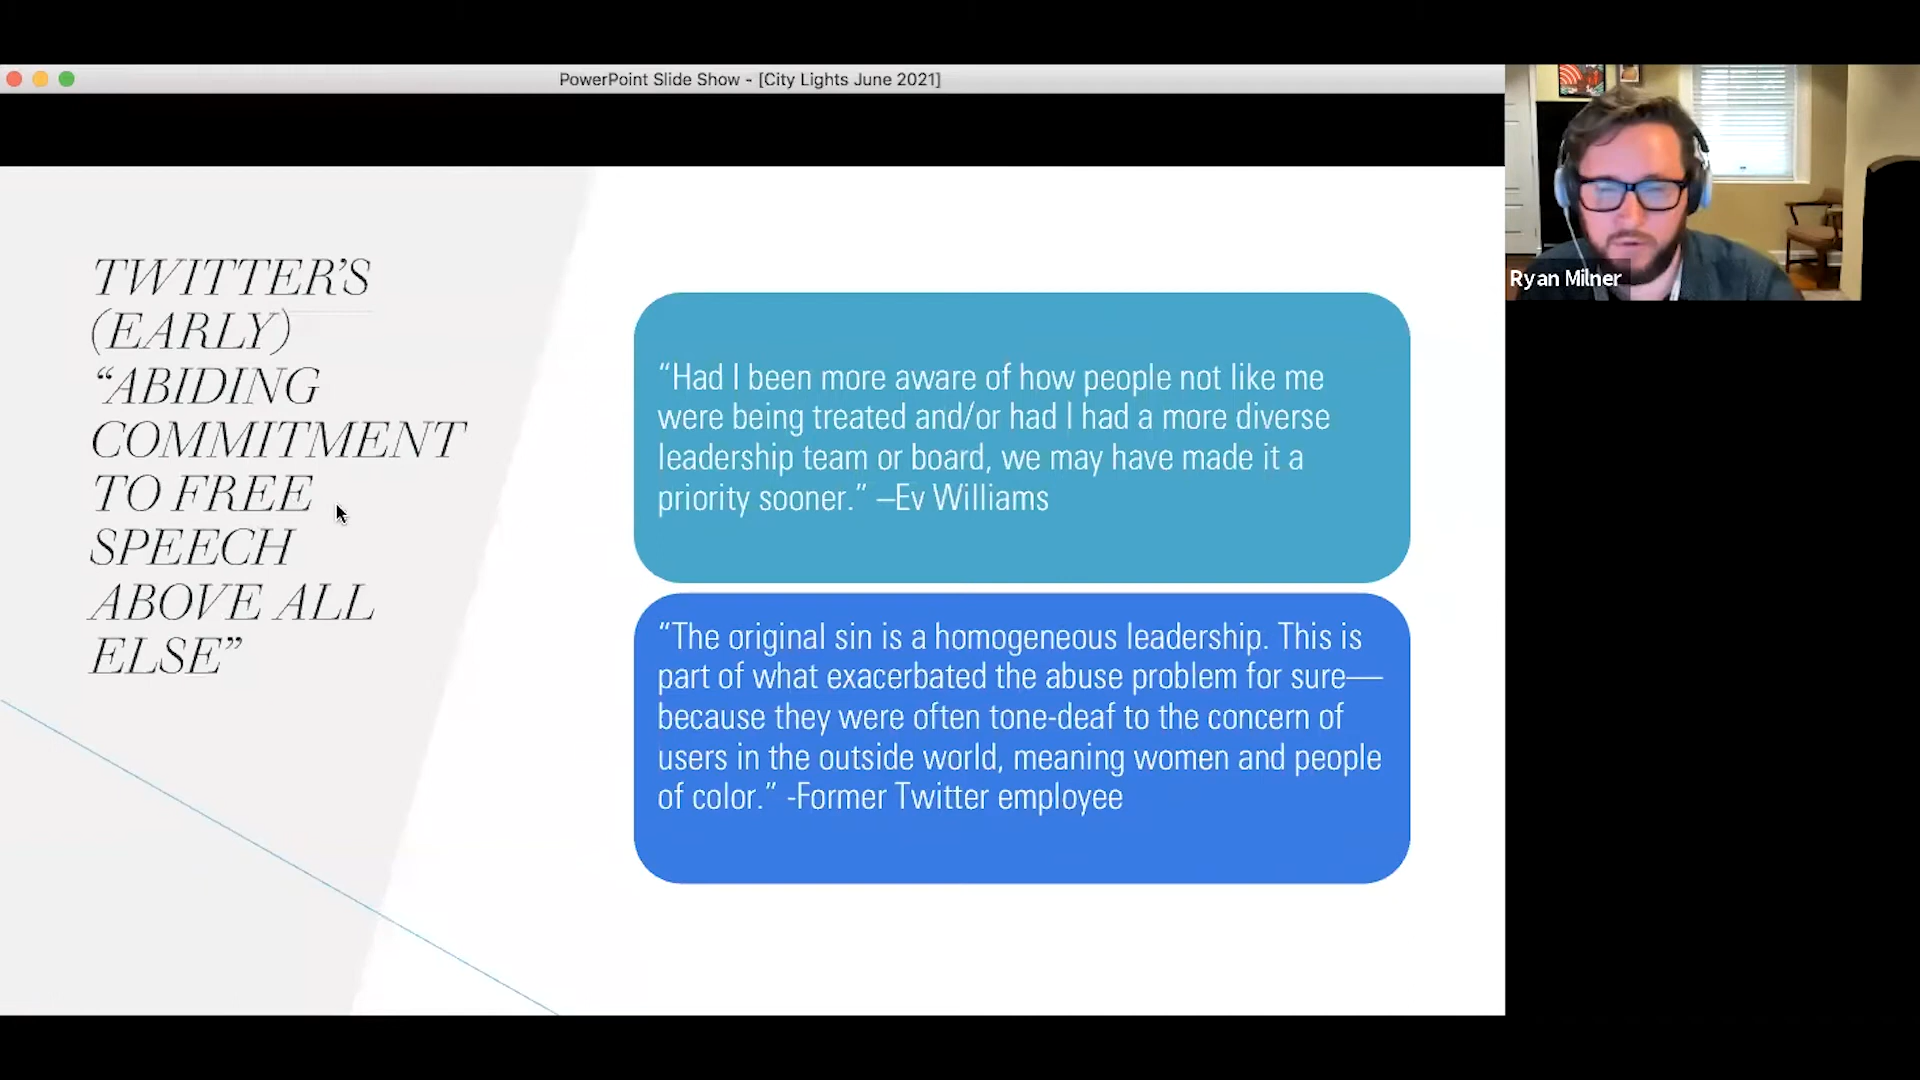 PowerPoint Slide Show - [City Lights June 2021]
TWITTER’S
(EARLY)
“ABIDING
COMMITMENT
TO FREE
SPEECH
ABOVE ALL
ELSE”
“Had I been more aware of how people not like me
were being treated and/or had I had a more diverse
leadership team or board, we may have made it a
priority sooner.” –Ev Williams
“The original sin is a homogeneous leadership. This is
part of what exacerbated the abuse problem for sure—
because they were often tone-deaf to the concern of
users in the outside world, meaning women and people
of color.” -Former Twitter employee
Ryan Milner